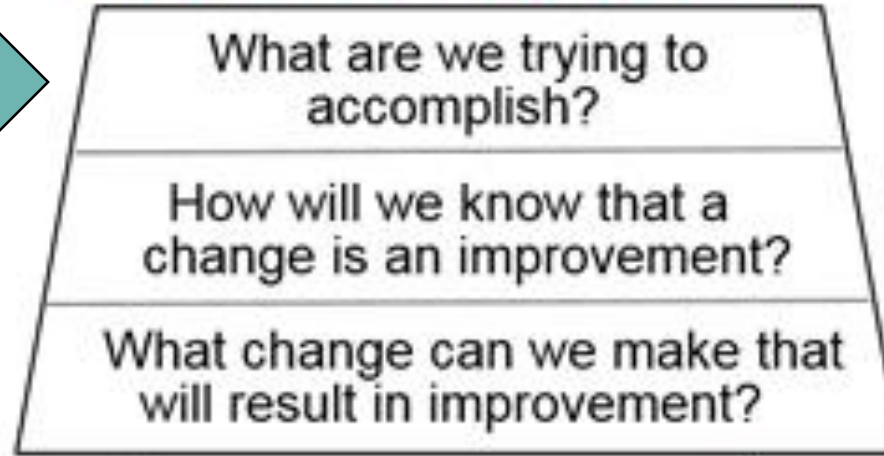 What are we trying to
accomplish?
How will we know that a
change is an improvement?
What change can we make that
will result in improvement?